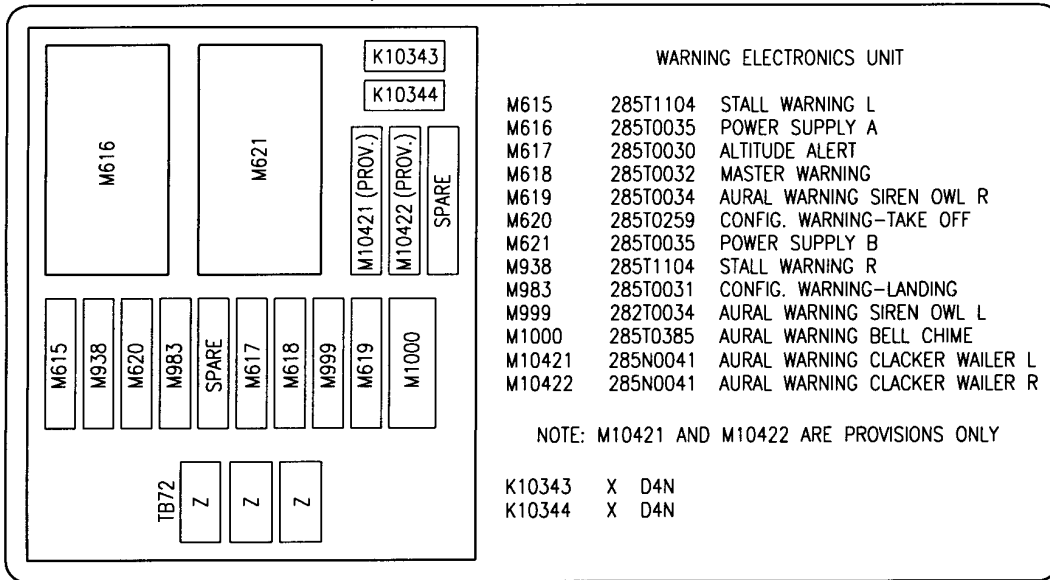 K10343
K10344
M616
M621
M10421 (PROV.)
M10422 (PROV.)
SPARE
M615
M938
M620
M983
SPARE
M617
M618
M999
M619
M1000
TB72
Z
Z
Z
WARNING ELECTRONICS UNIT
M615 285T1104 STALL WARNING L
M616 285T0035 POWER SUPPLY A
M617 285T0030 ALTITUDE ALERT
M618 285T0032 MASTER WARNING
M619 285T0034 AURAL WARNING SIREN OWL R
M620 285T0259 CONFIG. WARNING-TAKE OFF
M621 285T0035 POWER SUPPLY B
M938 285T1104 STALL WARNING R
M983 285T0031 CONFIG. WARNING-LANDING
M999 282T0034 AURAL WARNING SIREN OWL L
M1000 285T0385 AURAL WARNING BELL CHIME
M10421 285N0041 AURAL WARNING CLACKER WAILER L
M10422 285N0041 AURAL WARNING CLACKER WAILER R
NOTE: M10421 AND M10422 ARE PROVISIONS ONLY
K10343 X D4N
K10344 X D4N